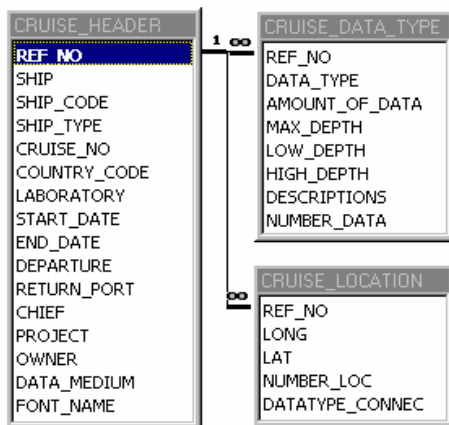 CRUISE_HEADER
REF_NO
SHIP
SHIP_CODE
SHIP_TYPE
CRUISE_NO
COUNTRY_CODE
LABORATORY
START_DATE
END_DATE
DEPARTURE
RETURN_PORT
CHIEF
PROJECT
OWNER
DATA_MEDIUM
FONT_NAME
1 ∞
∞
CRUISE_DATA_TYPE
REF_NO
DATA_TYPE
AMOUNT_OF_DATA
MAX_DEPTH
LOW_DEPTH
HIGH_DEPTH
DESCRIPTIONS
NUMBER_DATA
CRUISE_LOCATION
REF_NO
LONG
LAT
NUMBER_LOC
DATATYPE_CONNEC